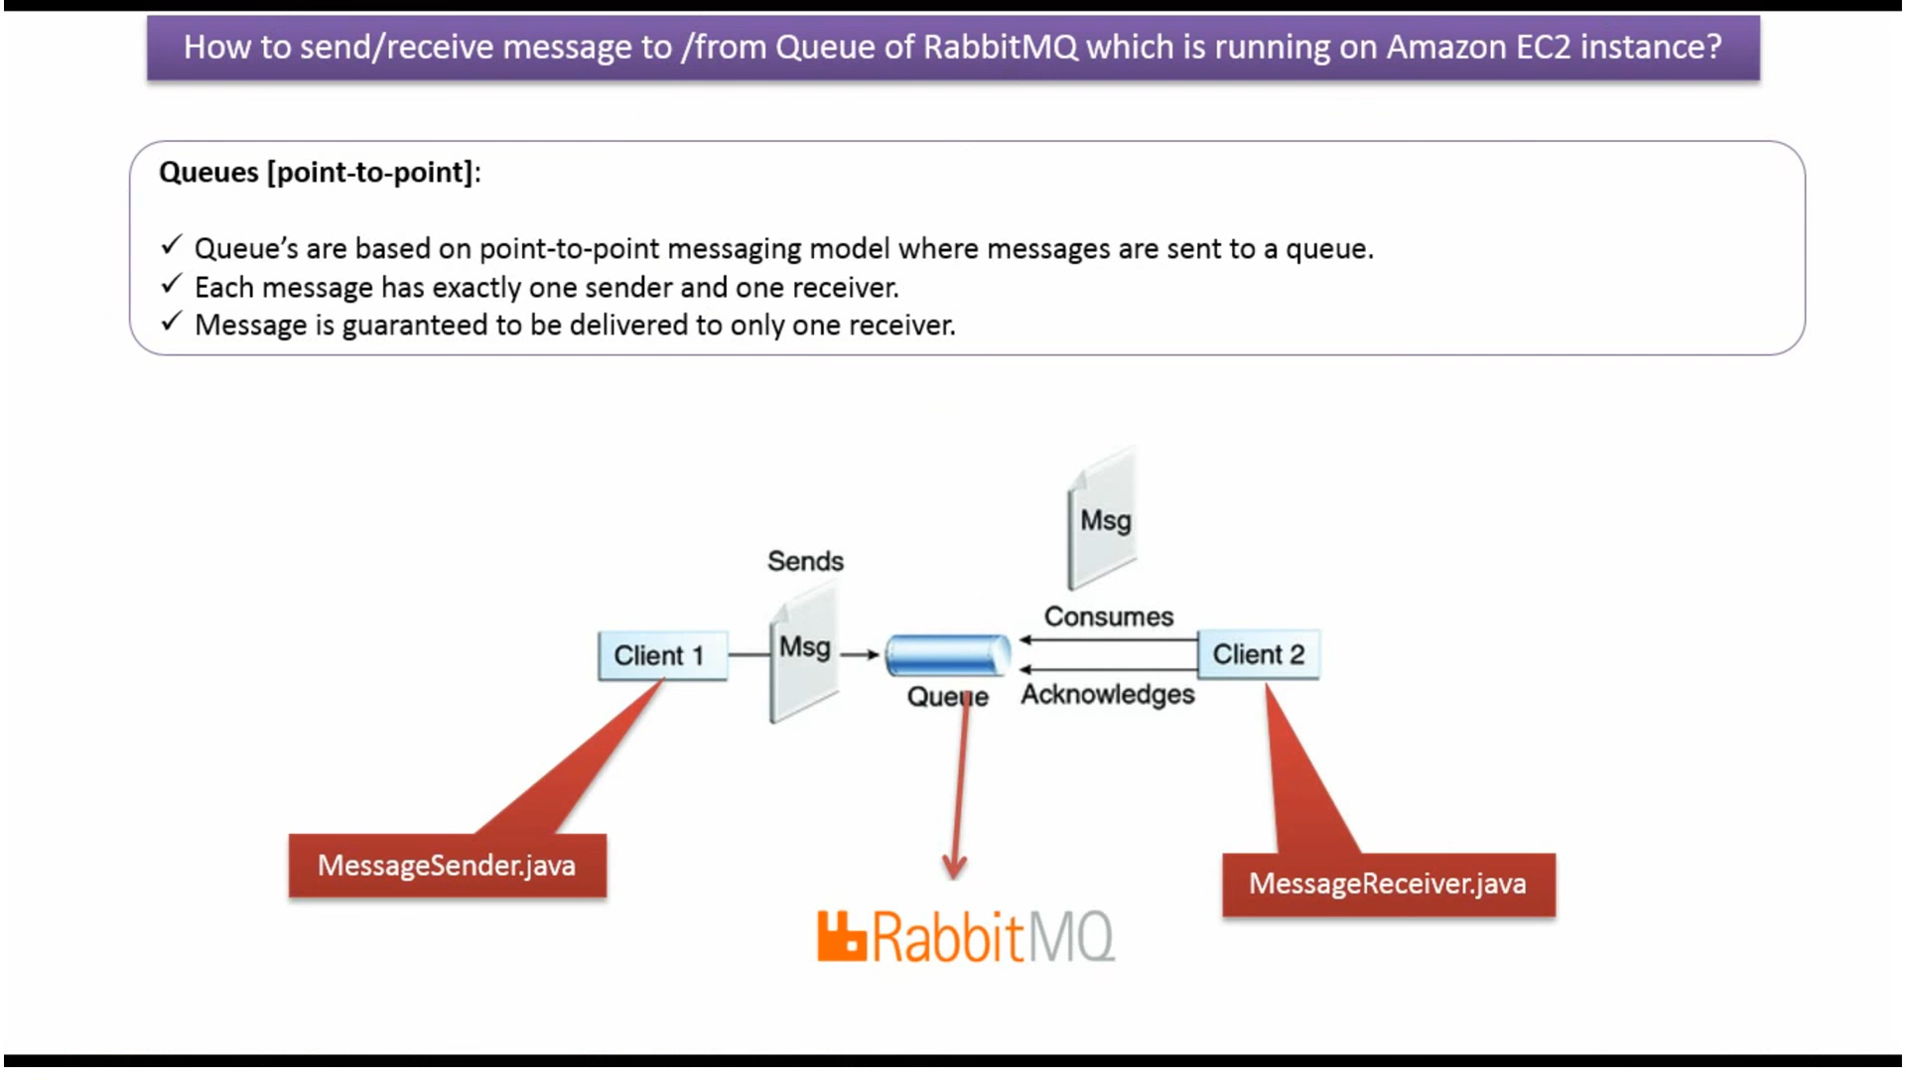 How to send/receive message to /from Queue of RabbitMQ which is running on Amazon EC2 instance?
Queues [point-to-point]:
✓ Queue’s are based on point-to-point messaging model where messages are sent to a queue.
✓ Each message has exactly one sender and one receiver.
✓ Message is guaranteed to be delivered to only one receiver.
Msg
Sends
Consumes
Client 1
Msg
Client 2
Queue
Acknowledges
MessageSender.java
MessageReceiver.java
RabbitMQ